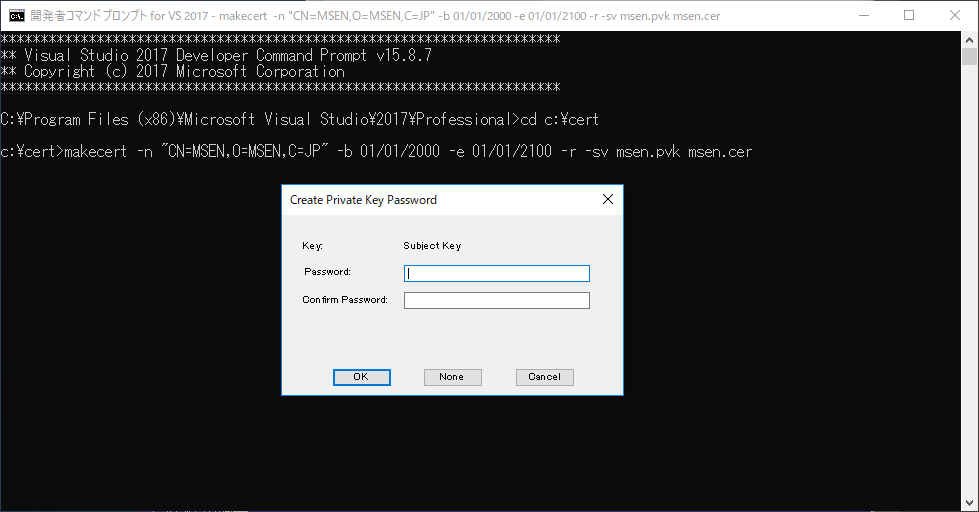 開発者コマンド プロンプト for VS 2017 - makecert  -n "CN=MSEN,O=MSEN,C=JP" -b 01/01/2000 -e 01/01/2100 -r -sv msen.pvk msen.cer
**********************************************************************
** Visual Studio 2017 Developer Command Prompt v15.8.7
** Copyright (c) 2017 Microsoft Corporation
**********************************************************************
C:¥Program Files (x86)¥Microsoft Visual Studio¥2017¥Professional>cd c:¥cert
c:¥cert>makecert -n "CN=MSEN,O=MSEN,C=JP" -b 01/01/2000 -e 01/01/2100 -r -sv msen.pvk msen.cer
Create Private Key Password
Key: Subject Key
Password:
Confirm Password:
OK None Cancel